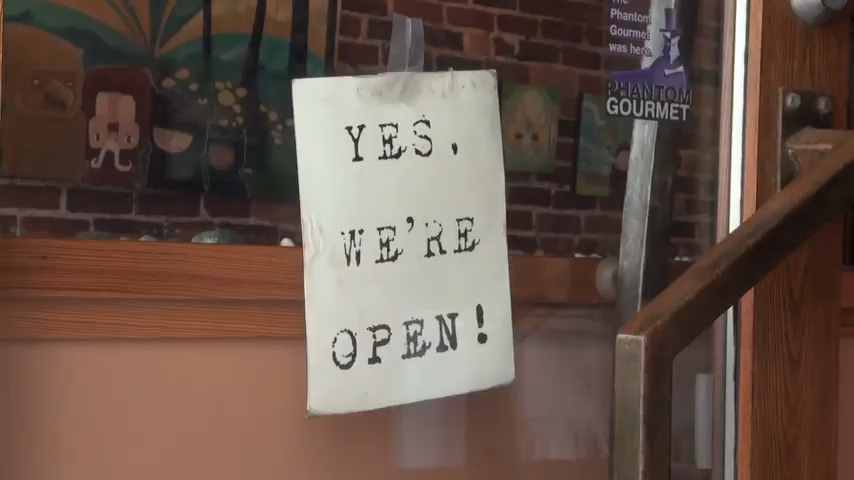 YES.
WE'RE
OPEN!
The
Phantom
Gourmet
was here.
PHANTOM
GOURMET